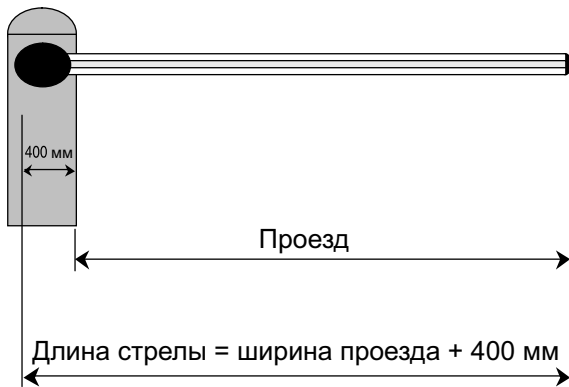 400 мм
Проезд
Длина стрелы = ширина проезда + 400 мм